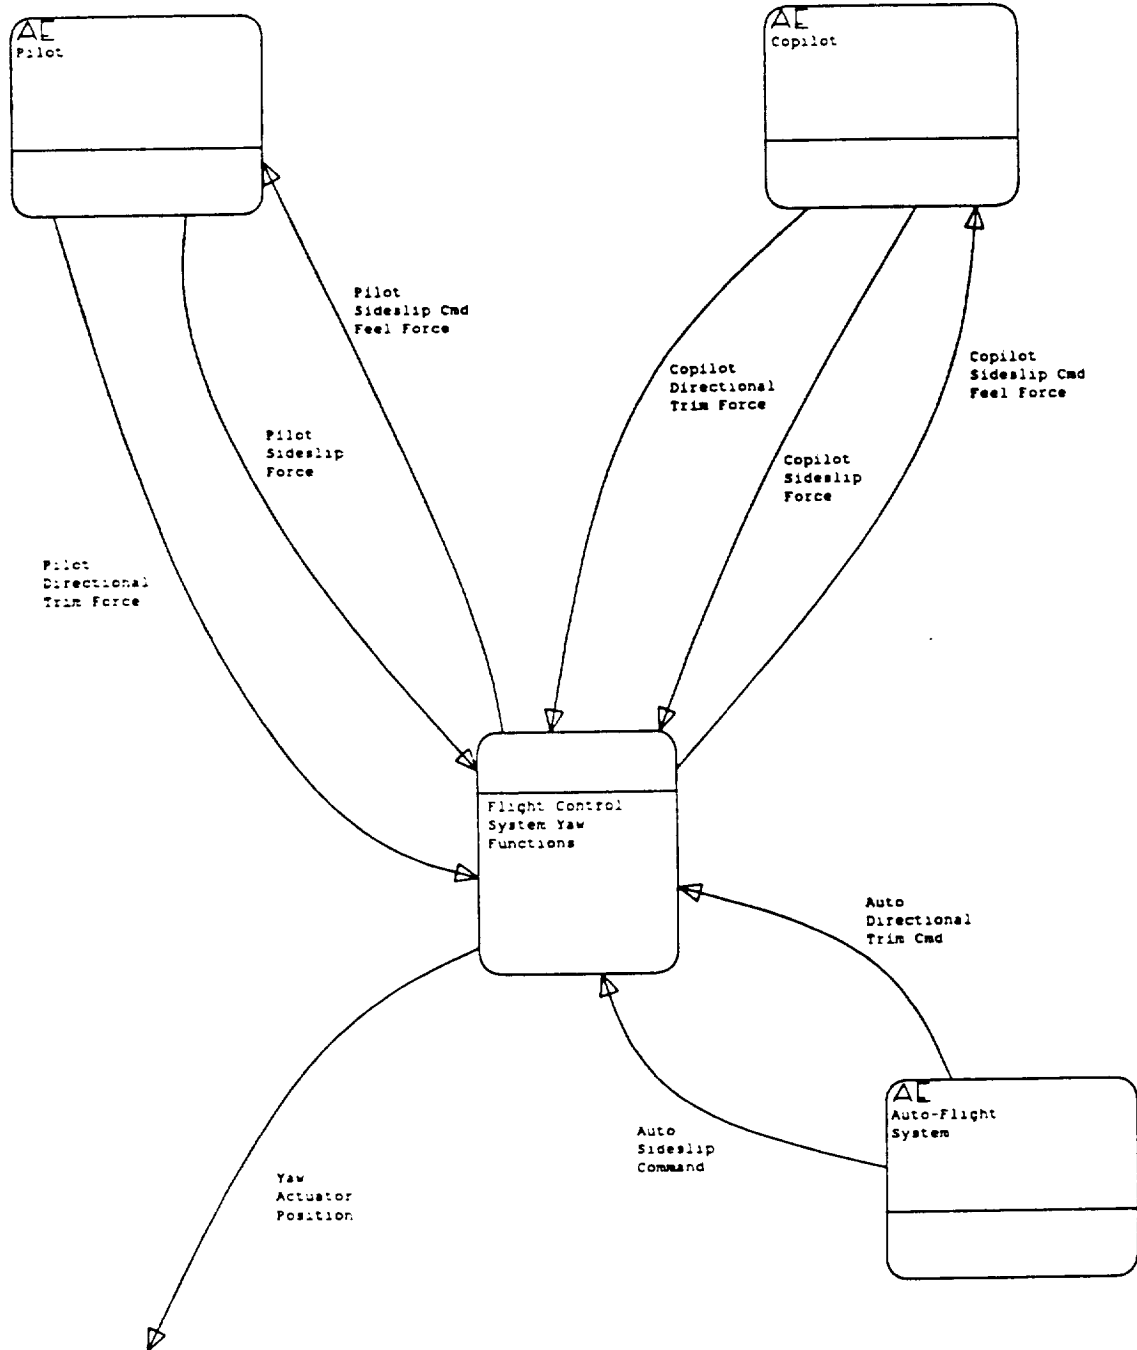 AE
Pilot
AE
Copilot
Pilot
Sideslip Cmd
Feel Force
Copilot
Directional
Trim Force
Copilot
Sideslip Cmd
Feel Force
Pilot
Sideslip
Force
Copilot
Sideslip
Force
Pilot
Directional
Trim Force
Flight Control
System Yaw
Functions
Auto
Directional
Trim Cmd
AE
Auto-Flight
System
Auto
Sideslip
Command
Yaw
Actuator
Position